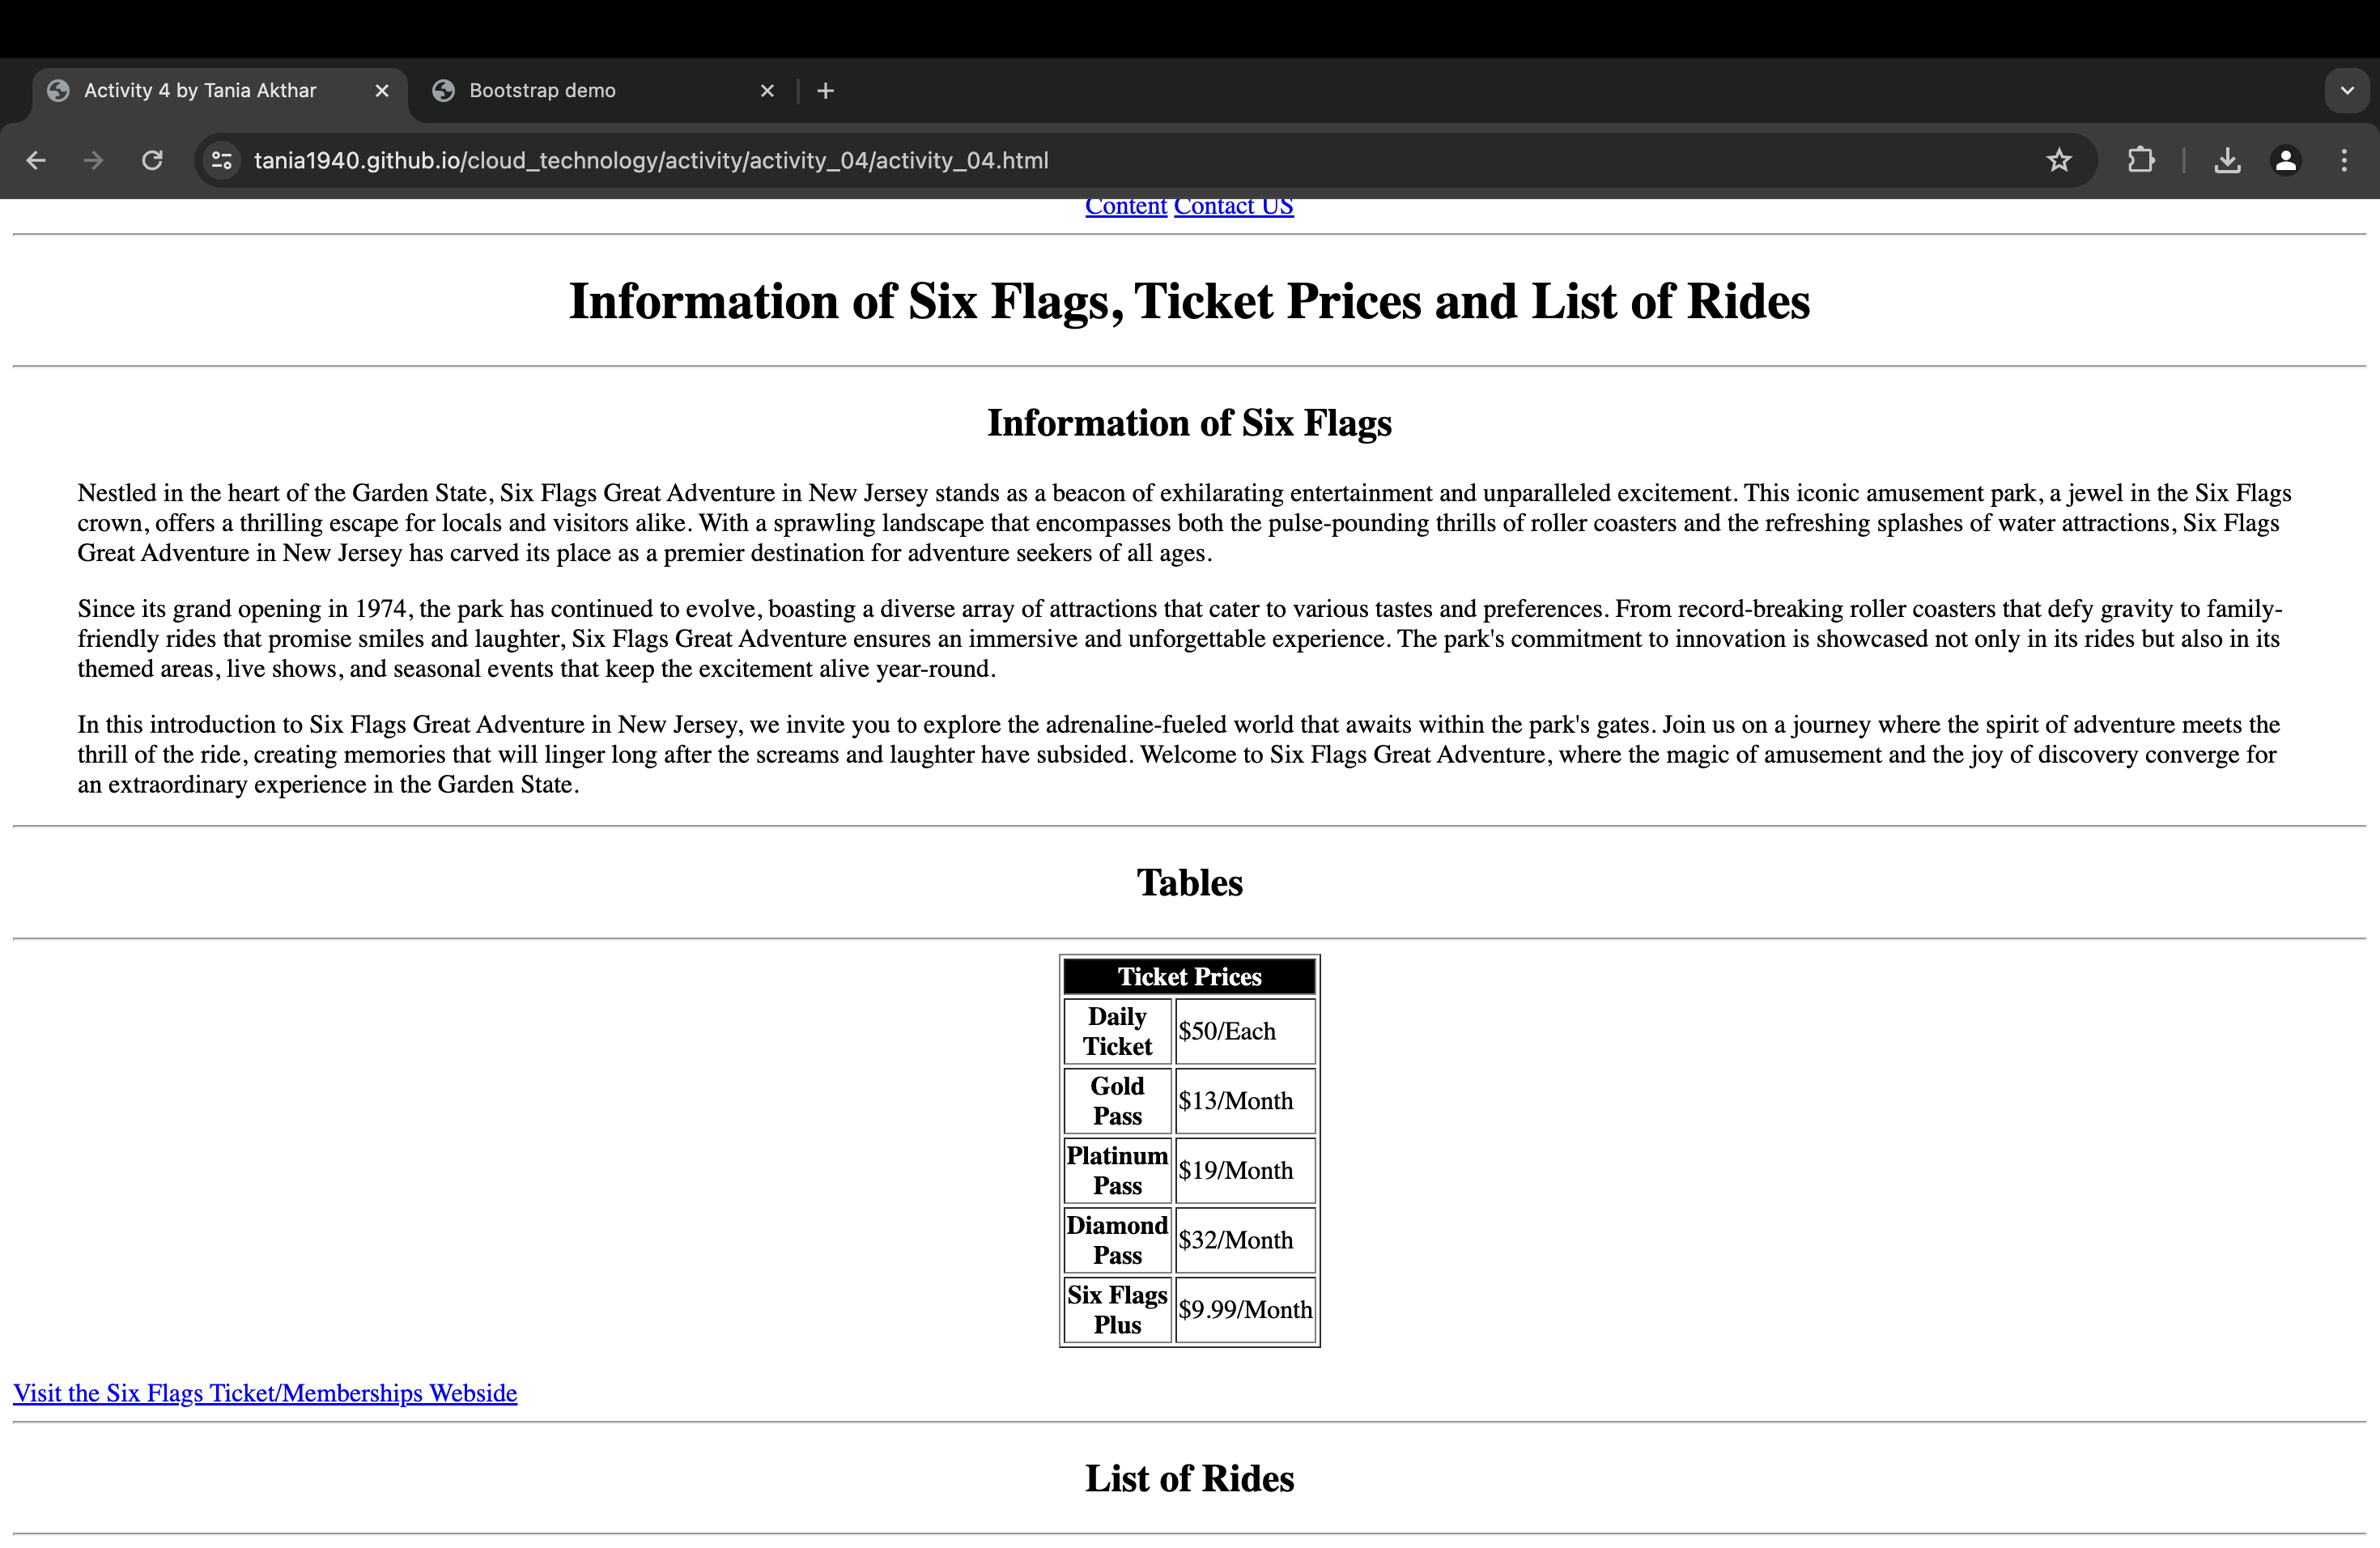 Activity 4 by Tania Akthar
Bootstrap demo
tania1940.github.io/cloud_technology/activity/activity_04/activity_04.html
Content Contact US
Information of Six Flags, Ticket Prices and List of Rides
Information of Six Flags
Nestled in the heart of the Garden State, Six Flags Great Adventure in New Jersey stands as a beacon of exhilarating entertainment and unparalleled excitement. This iconic amusement park, a jewel in the Six Flags
crown, offers a thrilling escape for locals and visitors alike. With a sprawling landscape that encompasses both the pulse-pounding thrills of roller coasters and the refreshing splashes of water attractions, Six Flags
Great Adventure in New Jersey has carved its place as a premier destination for adventure seekers of all ages.
Since its grand opening in 1974, the park has continued to evolve, boasting a diverse array of attractions that cater to various tastes and preferences. From record-breaking roller coasters that defy gravity to family-
friendly rides that promise smiles and laughter, Six Flags Great Adventure ensures an immersive and unforgettable experience. The park's commitment to innovation is showcased not only in its rides but also in its
themed areas, live shows, and seasonal events that keep the excitement alive year-round.
In this introduction to Six Flags Great Adventure in New Jersey, we invite you to explore the adrenaline-fueled world that awaits within the park's gates. Join us on a journey where the spirit of adventure meets the
thrill of the ride, creating memories that will linger long after the screams and laughter have subsided. Welcome to Six Flags Great Adventure, where the magic of amusement and the joy of discovery converge for
an extraordinary experience in the Garden State.
Tables
Ticket Prices
Daily
Ticket
$50/Each
Gold
Pass
$13/Month
Platinum
Pass
$19/Month
Diamond
Pass
$32/Month
Six Flags
Plus
$9.99/Month
Visit the Six Flags Ticket/Memberships Webside
List of Rides